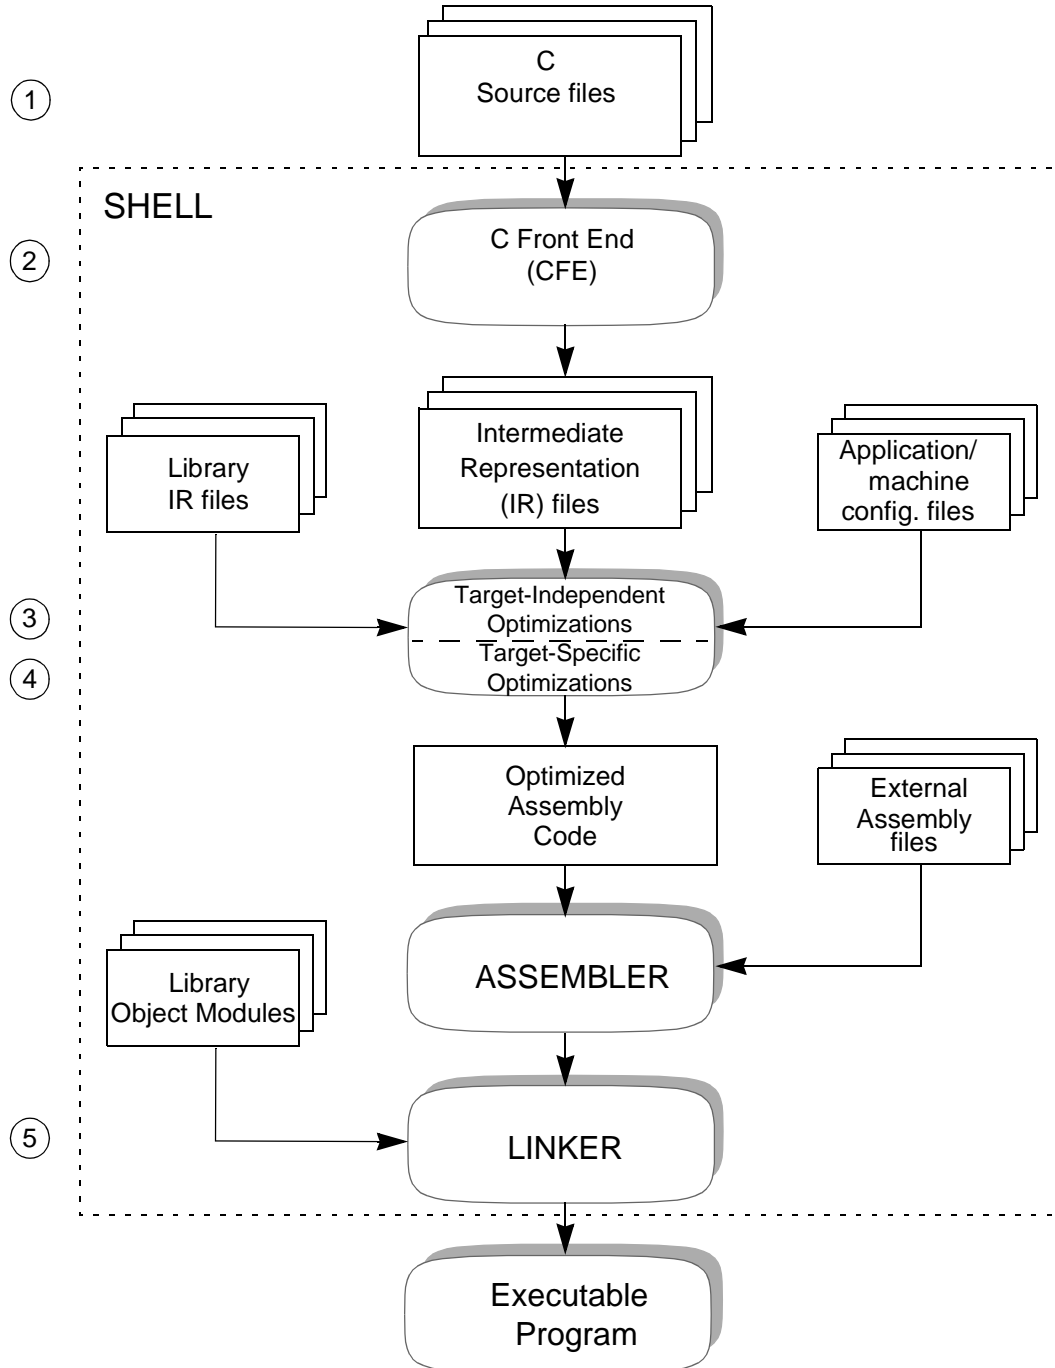 C
Source files
1
SHELL
C Front End
(CFE)
2
Library
IR files
Intermediate
Representation
(IR) files
Application/
machine
config. files
3
Target-Independent
Optimizations
4
Target-Specific
Optimizations
Optimized
Assembly
Code
External
Assembly
files
Library
Object Modules
ASSEMBLER
5
LINKER
Executable
Program